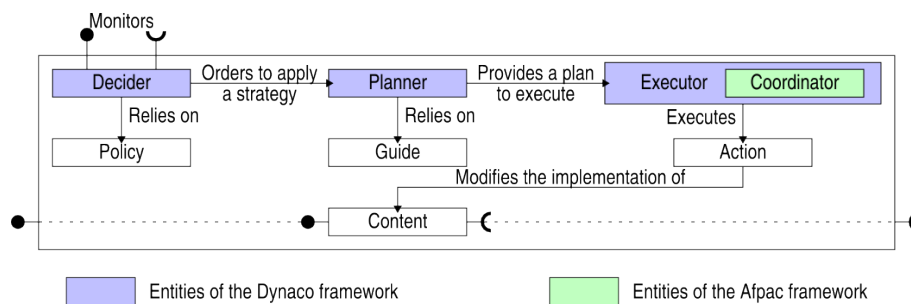 Monitors
Decider
Orders to apply
a strategy
Planner
Provides a plan
to execute
Executor
Coordinator
Relies on
Relies on
Executes
Policy
Guide
Action
Modifies the implementation of
Content
Entities of the Dynaco framework
Entities of the Afpac framework